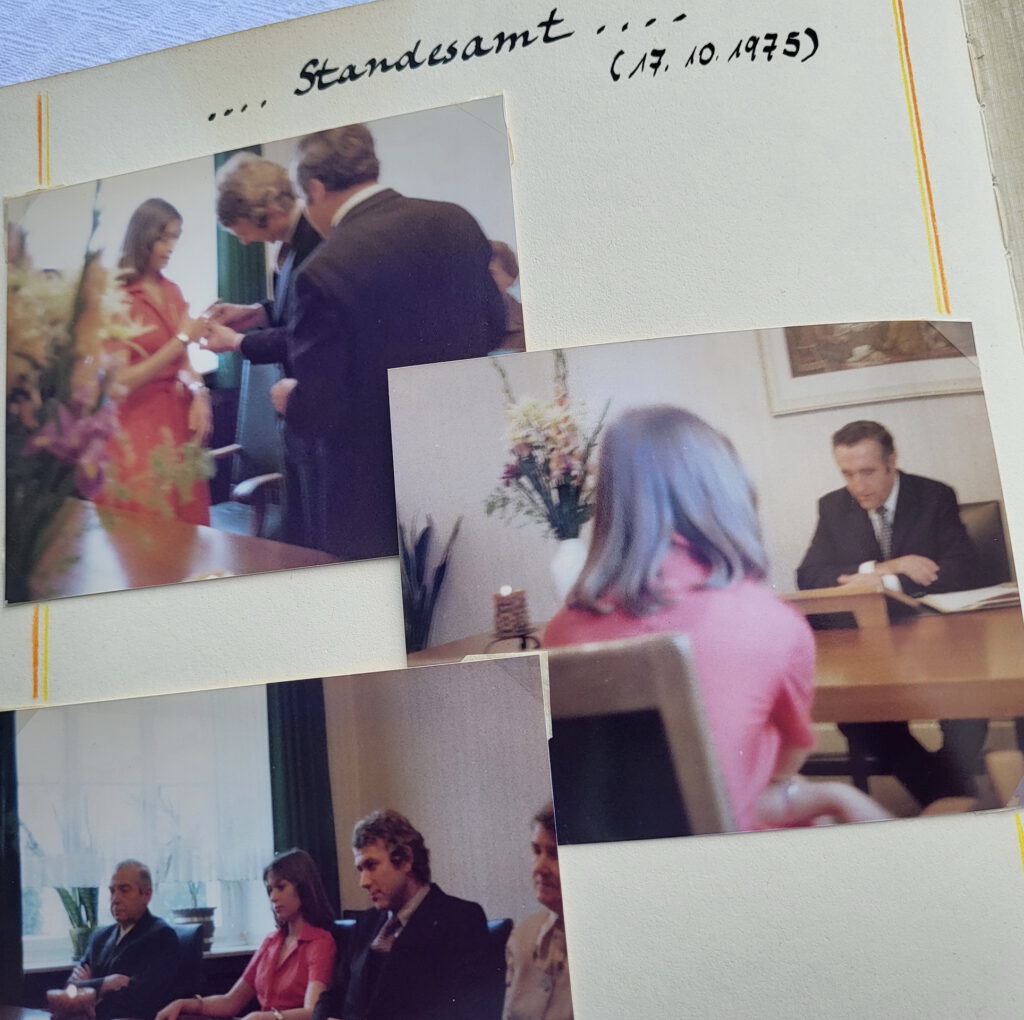 .... Standesamt ....
(17. 10. 1975)